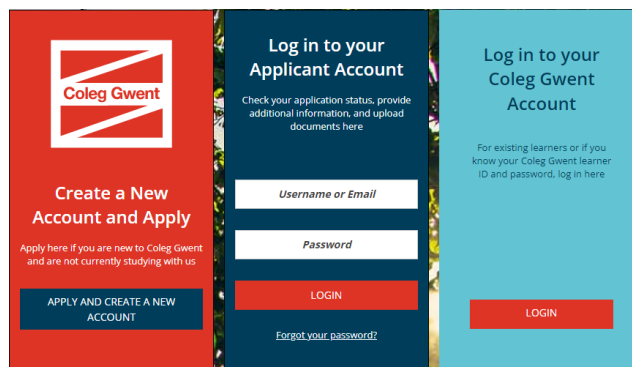 Coleg Gwent
Create a New
Account and Apply
Apply here if you are new to Coleg Gwent
and are not currently studying with us
APPLY AND CREATE A NEW
ACCOUNT
Log in to your
Applicant Account
Check your application status, provide
additional information, and upload
documents here
Username or Email
Password
LOGIN
Forgot your password?
Log in to your
Coleg Gwent
Account
For existing learners or if you
know your Coleg Gwent learner
ID and password, log in here
LOGIN